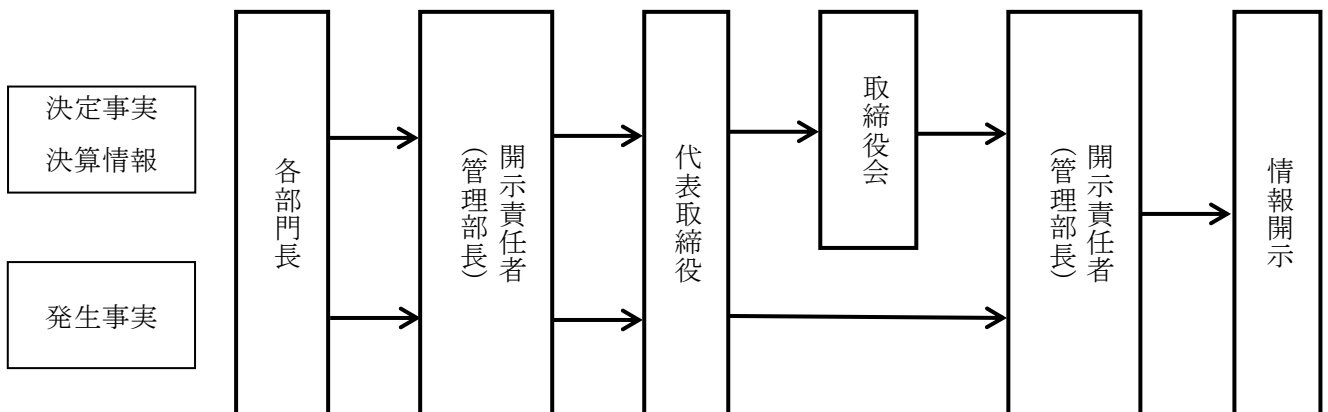 決定事実
決算情報
発生事実
各部門長
開示責任者
（管理部長）
代表取締役
取締役会
開示責任者
（管理部長）
情報開示